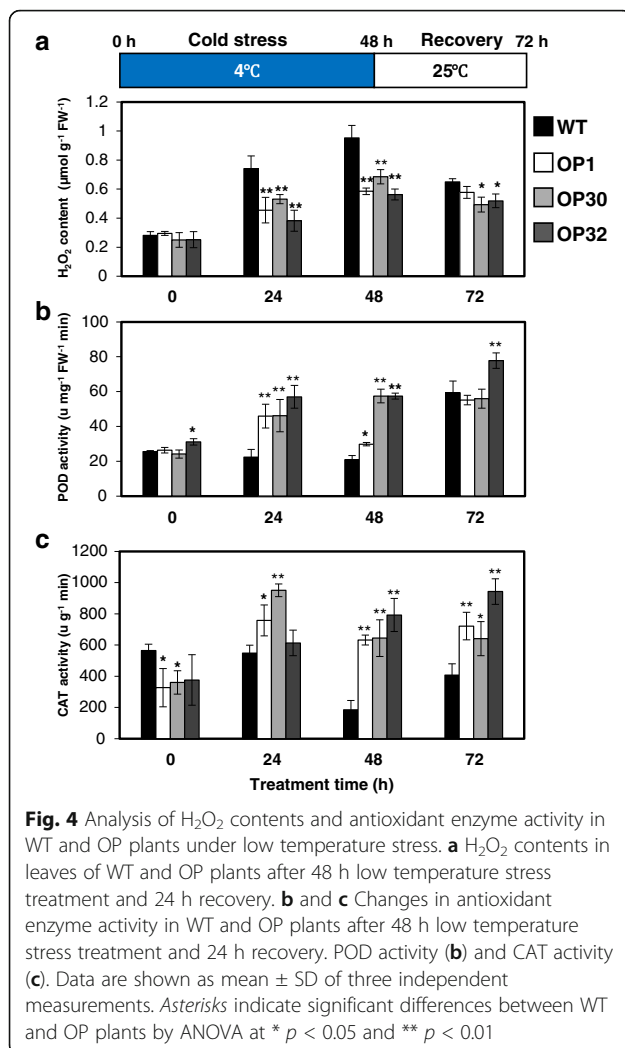 a
0 h Cold stress 48 h Recovery 72 h
4℃ 25℃
H₂O₂ content (μmol g⁻¹ FW⁻¹)
1.2
1
0.8
0.6
0.4
0.2
0
** ** **
** ** **
* *
0 24 48 72
WT
OP1
OP30
OP32
b
POD activity (u mg⁻¹ FW⁻¹ min)
100
80
60
40
20
0
*
** ** **
* ** **
**
0 24 48 72
c
CAT activity (u g⁻¹ min)
1200
1000
800
600
400
200
0
* *
* **
** ** **
** * **
0 24 48 72
Treatment time (h)
Fig. 4 Analysis of H₂O₂ contents and antioxidant enzyme activity in
WT and OP plants under low temperature stress. a H₂O₂ contents in
leaves of WT and OP plants after 48 h low temperature stress
treatment and 24 h recovery. b and c Changes in antioxidant
enzyme activity in WT and OP plants after 48 h low temperature
stress treatment and 24 h recovery. POD activity (b) and CAT activity
(c). Data are shown as mean ± SD of three independent
measurements. Asterisks indicate significant differences between WT
and OP plants by ANOVA at * p < 0.05 and ** p < 0.01